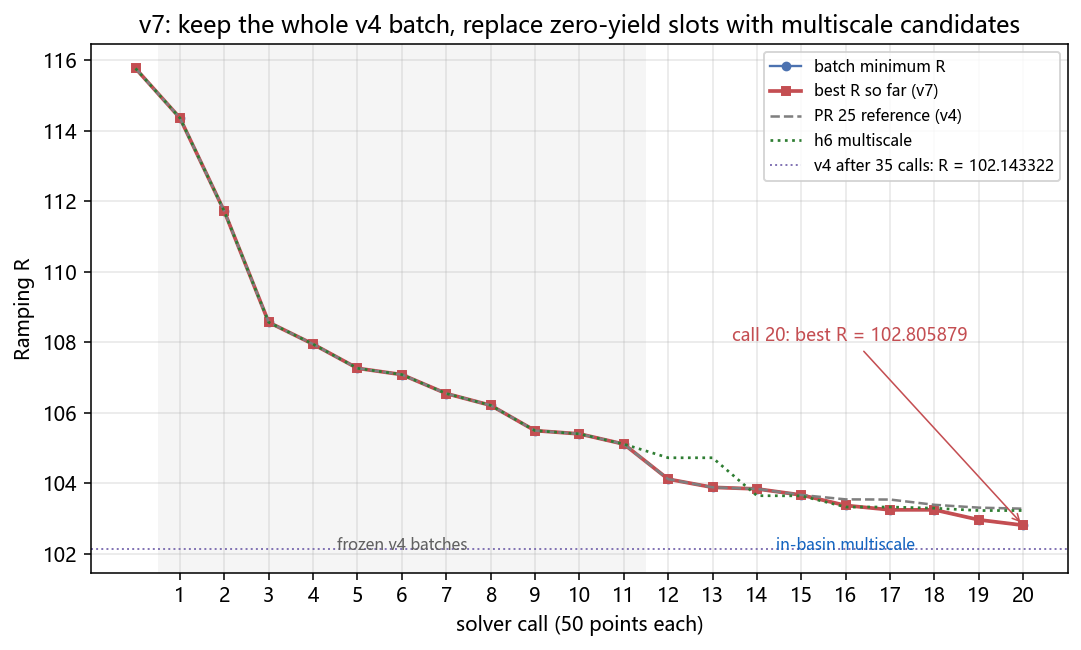 v7: keep the whole v4 batch, replace zero-yield slots with multiscale candidates
116
114
112
110
108
106
104
102
Ramping R
batch minimum R
best R so far (v7)
PR 25 reference (v4)
h6 multiscale
v4 after 35 calls: R = 102.143322
call 20: best R = 102.805879
frozen v4 batches
in-basin multiscale
1 2 3 4 5 6 7 8 9 10 11 12 13 14 15 16 17 18 19 20
solver call (50 points each)